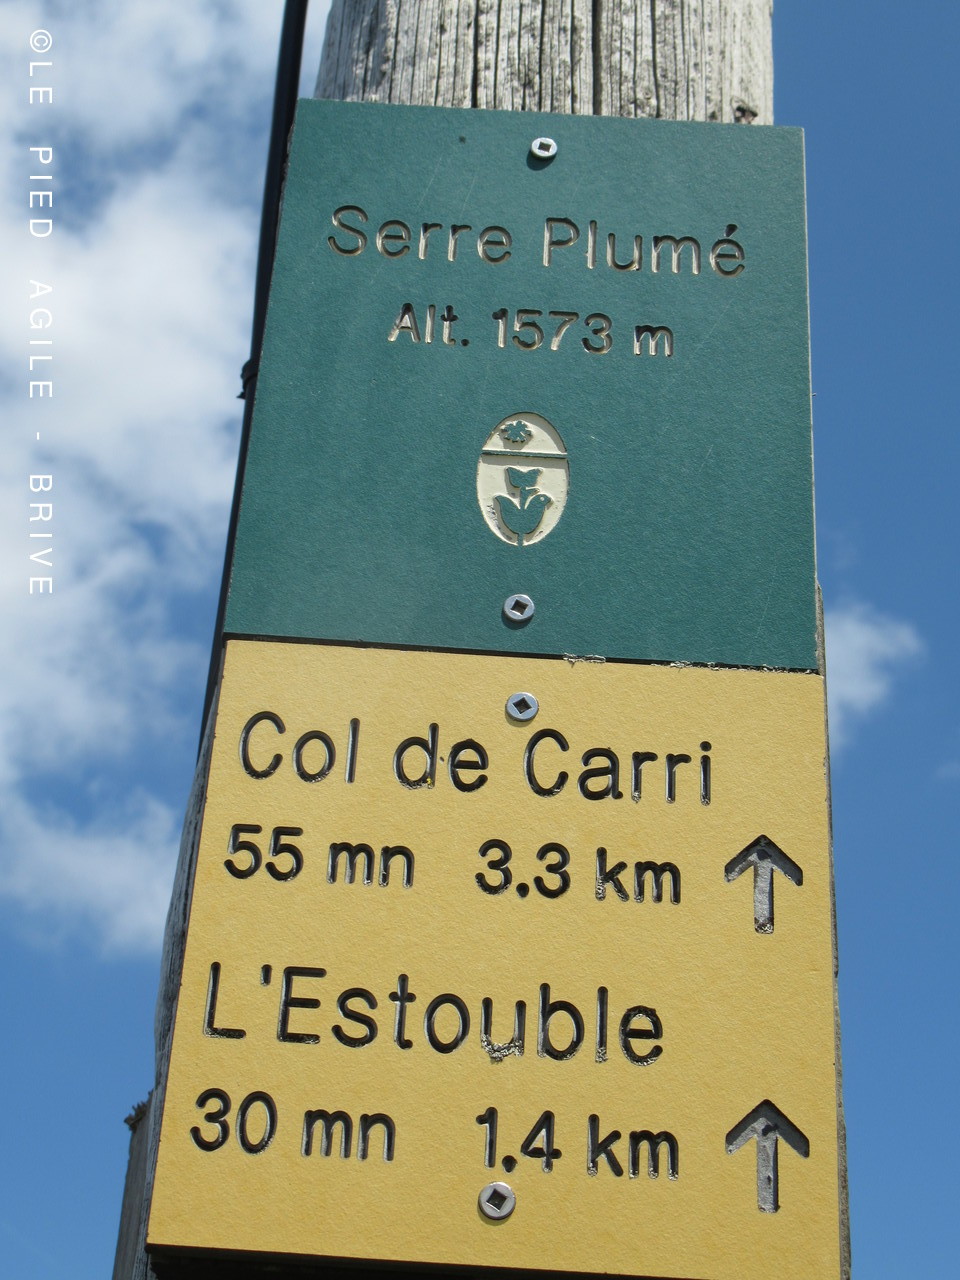 ©LE PIED AGILE - BRIVE
Serre Plumé
Alt. 1573 m
Col de Carri
55 mn 3.3 km ↑
L'Estouble
30 mn 1.4 km ↑